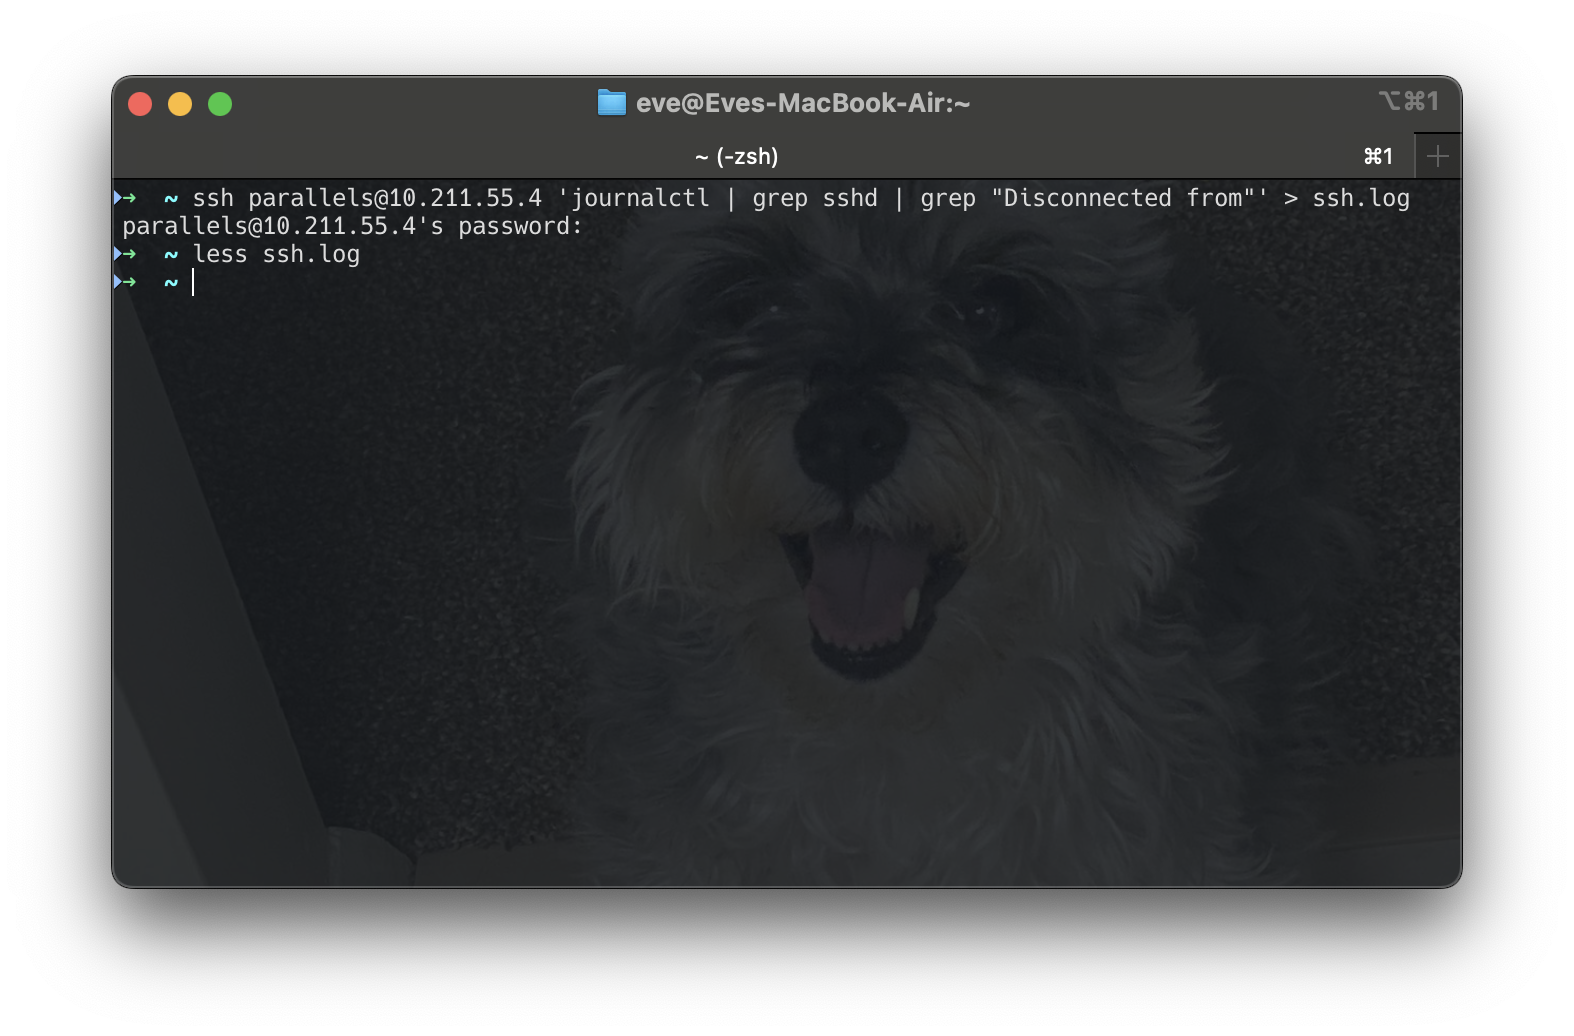 eve@Eves-MacBook-Air:~
⌥⌘1
~ (-zsh)
⌘1
➜ ~ ssh parallels@10.211.55.4 'journalctl | grep sshd | grep "Disconnected from"' > ssh.log
parallels@10.211.55.4's password:
➜ ~ less ssh.log
➜ ~